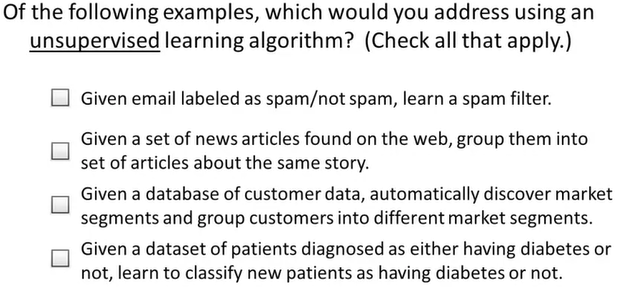 Of the following examples, which would you address using an
unsupervised learning algorithm? (Check all that apply.)
Given email labeled as spam/not spam, learn a spam filter.
Given a set of news articles found on the web, group them into
set of articles about the same story.
Given a database of customer data, automatically discover market
segments and group customers into different market segments.
Given a dataset of patients diagnosed as either having diabetes or
not, learn to classify new patients as having diabetes or not.